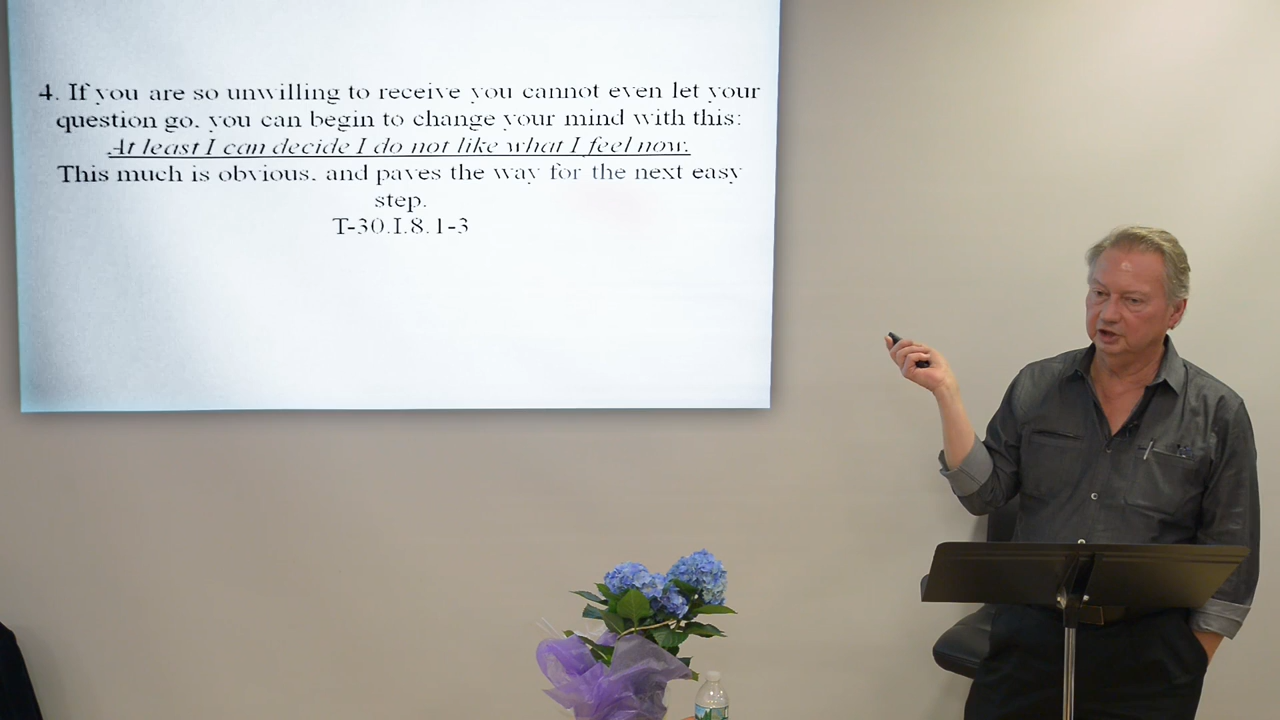 4. If you are so unwilling to receive you cannot even let your
question go, you can begin to change your mind with this:
At least I can decide I do not like what I feel now.
This much is obvious, and paves the way for the next easy
step.
T-30.I.8.1-3